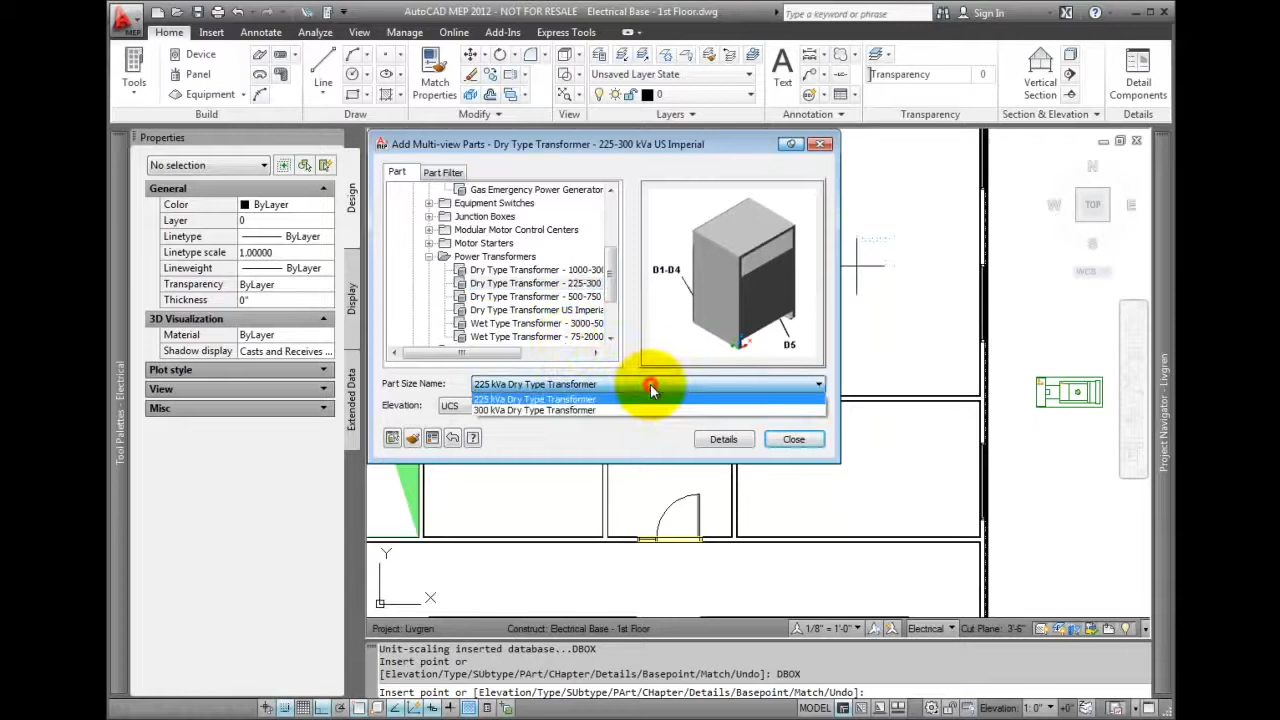 AutoCAD MEP 2012 - NOT FOR RESALE Electrical Base - 1st Floor.dwg
Type a keyword or phrase
Sign In
MEP
Home Insert Annotate Analyze View Manage Online Add-Ins Express Tools
Device
Panel
Equipment
Tools
Line
Match
Properties
Unsaved Layer State
0
Text
Transparency 0
Vertical
Section
Detail
Components
Build Draw Modify View Layers Annotation Transparency Section & Elevation Details
Properties
No selection
General
Color ByLayer
Layer 0
Linetype ByLayer
Linetype scale 1.00000
Lineweight ByLayer
Transparency ByLayer
Thickness 0"
3D Visualization
Material ByLayer
Shadow display Casts and Receives
Plot style
View
Misc
Design
Display
Extended Data
Tool Palettes - Electrical
Add Multi-view Parts - Dry Type Transformer - 225-300 kVa US Imperial
Part Part Filter
Gas Emergency Power Generator
Equipment Switches
Junction Boxes
Modular Motor Control Centers
Motor Starters
Power Transformers
Dry Type Transformer - 1000-300
Dry Type Transformer - 225-300
Dry Type Transformer - 500-750
Dry Type Transformer US Imperia
Wet Type Transformer - 3000-50
Wet Type Transformer - 75-2000
D1-D4
D5
Part Size Name: 225 kVa Dry Type Transformer
225 kVa Dry Type Transformer
300 kVa Dry Type Transformer
Elevation: UCS
Details Close
N
W TOP E
S
WCS
Project Navigator - Electrical
Y
X
Project: Livgren Construct: Electrical Base - 1st Floor 1/8" = 1'-0" Electrical Cut Plane: 3'-6"
Unit-scaling inserted database...DBOX
Insert point or
[Elevation/Type/SUbtype/PArt/CHapter/Details/Basepoint/Match/Undo]: DBOX
Insert point or [Elevation/Type/SUbtype/PArt/CHapter/Details/Basepoint/Match/Undo]:
MODEL Elevation: 1' 0" +0"